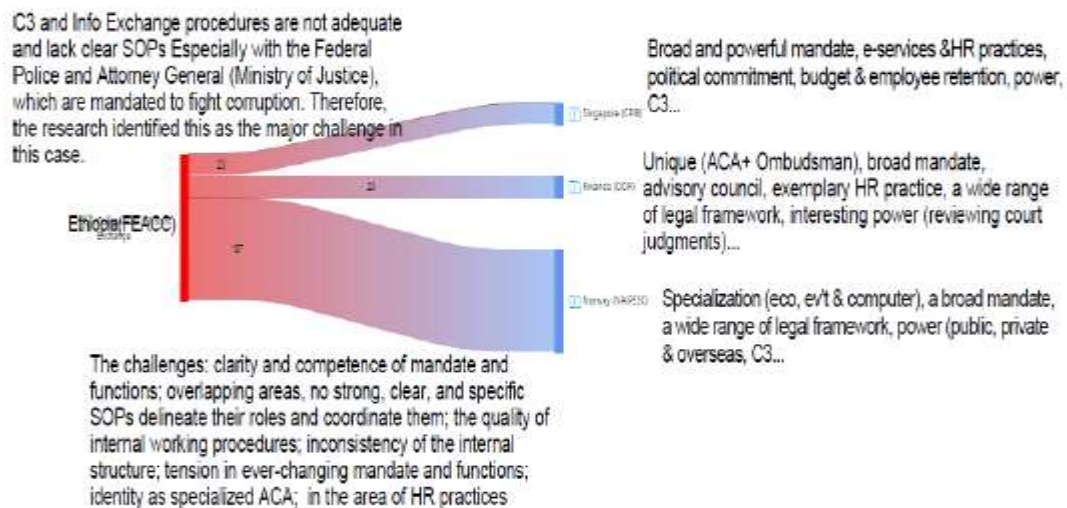 C3 and Info Exchange procedures are not adequate
and lack clear SOPs Especially with the Federal
Police and Attorney General (Ministry of Justice),
which are mandated to fight corruption. Therefore,
the research identified this as the major challenge in
this case.
Broad and powerful mandate, e-services &HR practices,
political commitment, budget & employee retention, power,
C3...
Singapore (CPIB)
Unique (ACA+ Ombudsman), broad mandate,
advisory council, exemplary HR practice, a wide range
of legal framework, interesting power (reviewing court
judgments)...
Ethiopia(FEACC)
Specialization (eco, ev't & computer), a broad mandate,
a wide range of legal framework, power (public, private
& overseas, C3...
Norway
The challenges: clarity and competence of mandate and
functions; overlapping areas, no strong, clear, and specific
SOPs delineate their roles and coordinate them; the quality of
internal working procedures; inconsistency of the internal
structure; tension in ever-changing mandate and functions;
identity as specialized ACA; in the area of HR practices